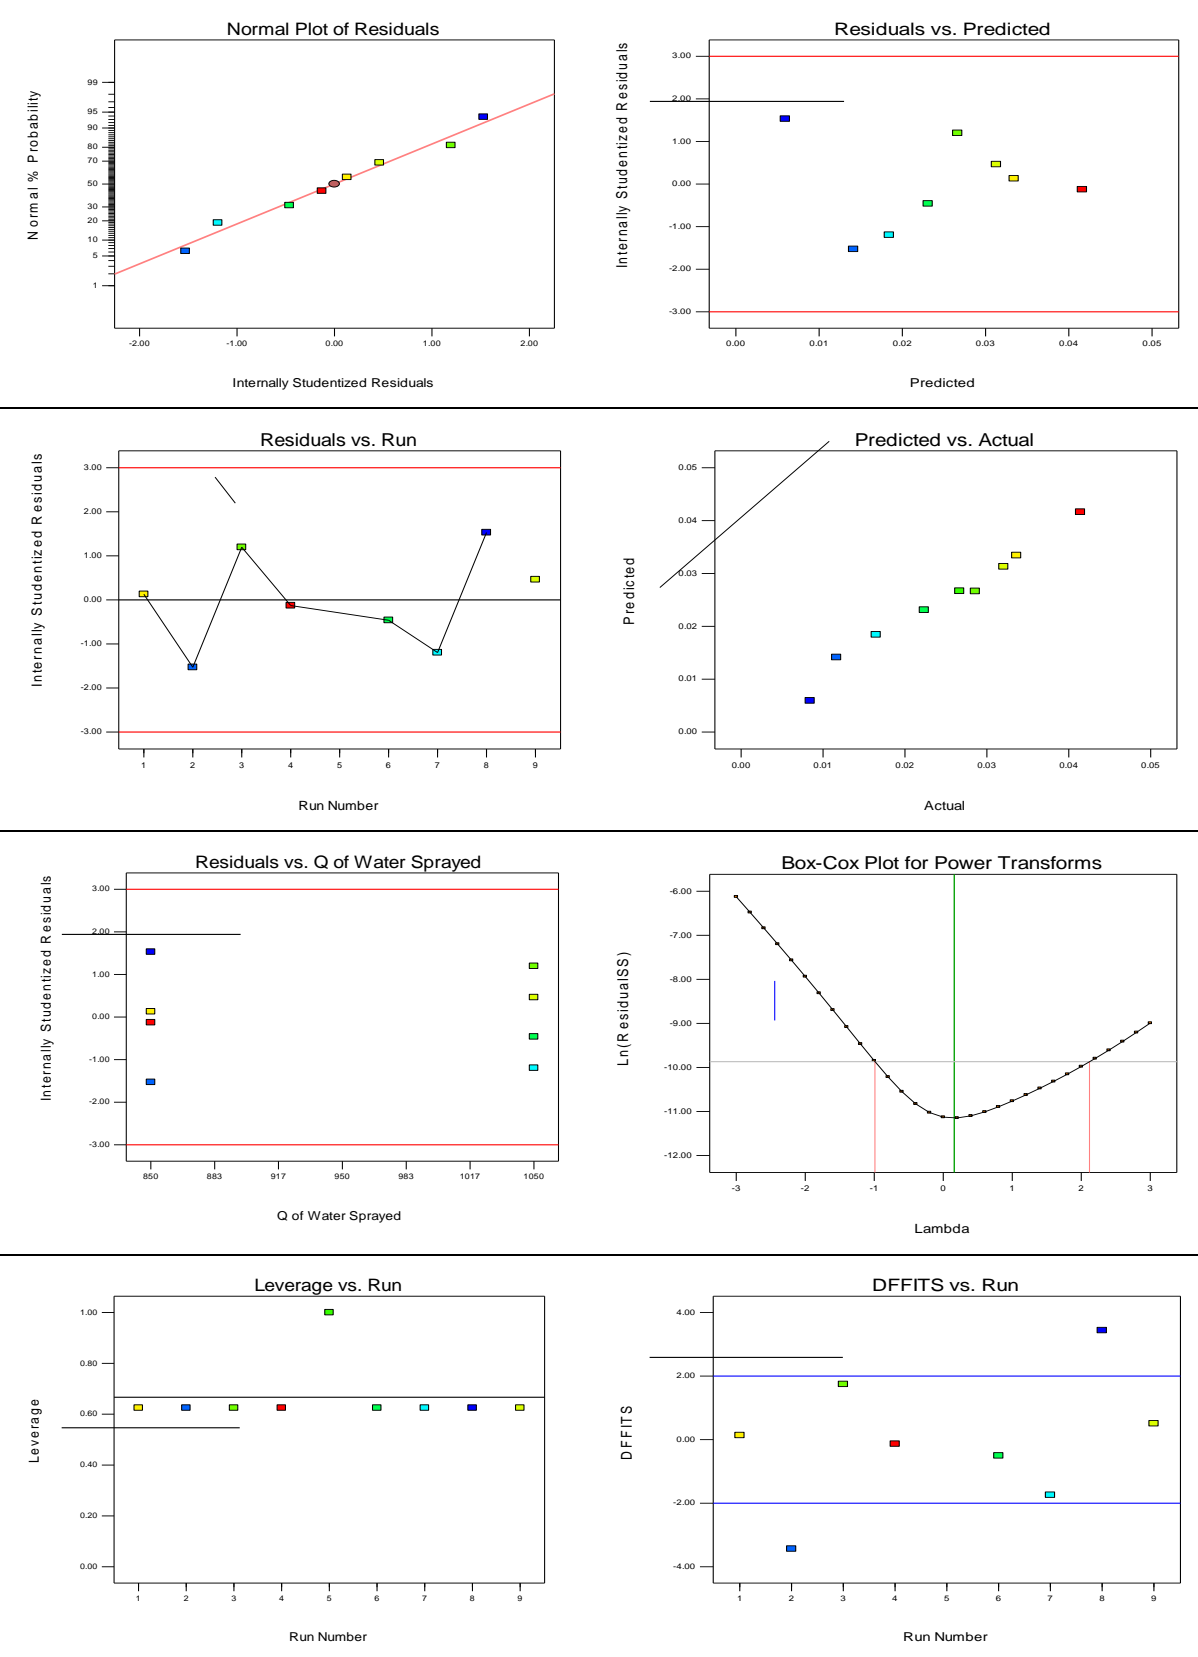 Normal Plot of Residuals
Normal % Probability
99
95
90
80
70
50
30
20
10
5
1
-2.00 -1.00 0.00 1.00 2.00
Internally Studentized Residuals
Residuals vs. Predicted
Internally Studentized Residuals
3.00
2.00
1.00
0.00
-1.00
-2.00
-3.00
0.00 0.01 0.02 0.03 0.04 0.05
Predicted
Residuals vs. Run
Internally Studentized Residuals
3.00
2.00
1.00
0.00
-1.00
-2.00
-3.00
1 2 3 4 5 6 7 8 9
Run Number
Predicted vs. Actual
Predicted
0.05
0.04
0.03
0.02
0.01
0.00
0.00 0.01 0.02 0.03 0.04 0.05
Actual
Residuals vs. Q of Water Sprayed
Internally Studentized Residuals
3.00
2.00
1.00
0.00
-1.00
-2.00
-3.00
850 883 917 950 983 1017 1050
Q of Water Sprayed
Box-Cox Plot for Power Transforms
Ln(ResidualSS)
-6.00
-7.00
-8.00
-9.00
-10.00
-11.00
-12.00
-3 -2 -1 0 1 2 3
Lambda
Leverage vs. Run
Leverage
1.00
0.80
0.60
0.40
0.20
0.00
1 2 3 4 5 6 7 8 9
Run Number
DFFITS vs. Run
DFFITS
4.00
2.00
0.00
-2.00
-4.00
1 2 3 4 5 6 7 8 9
Run Number